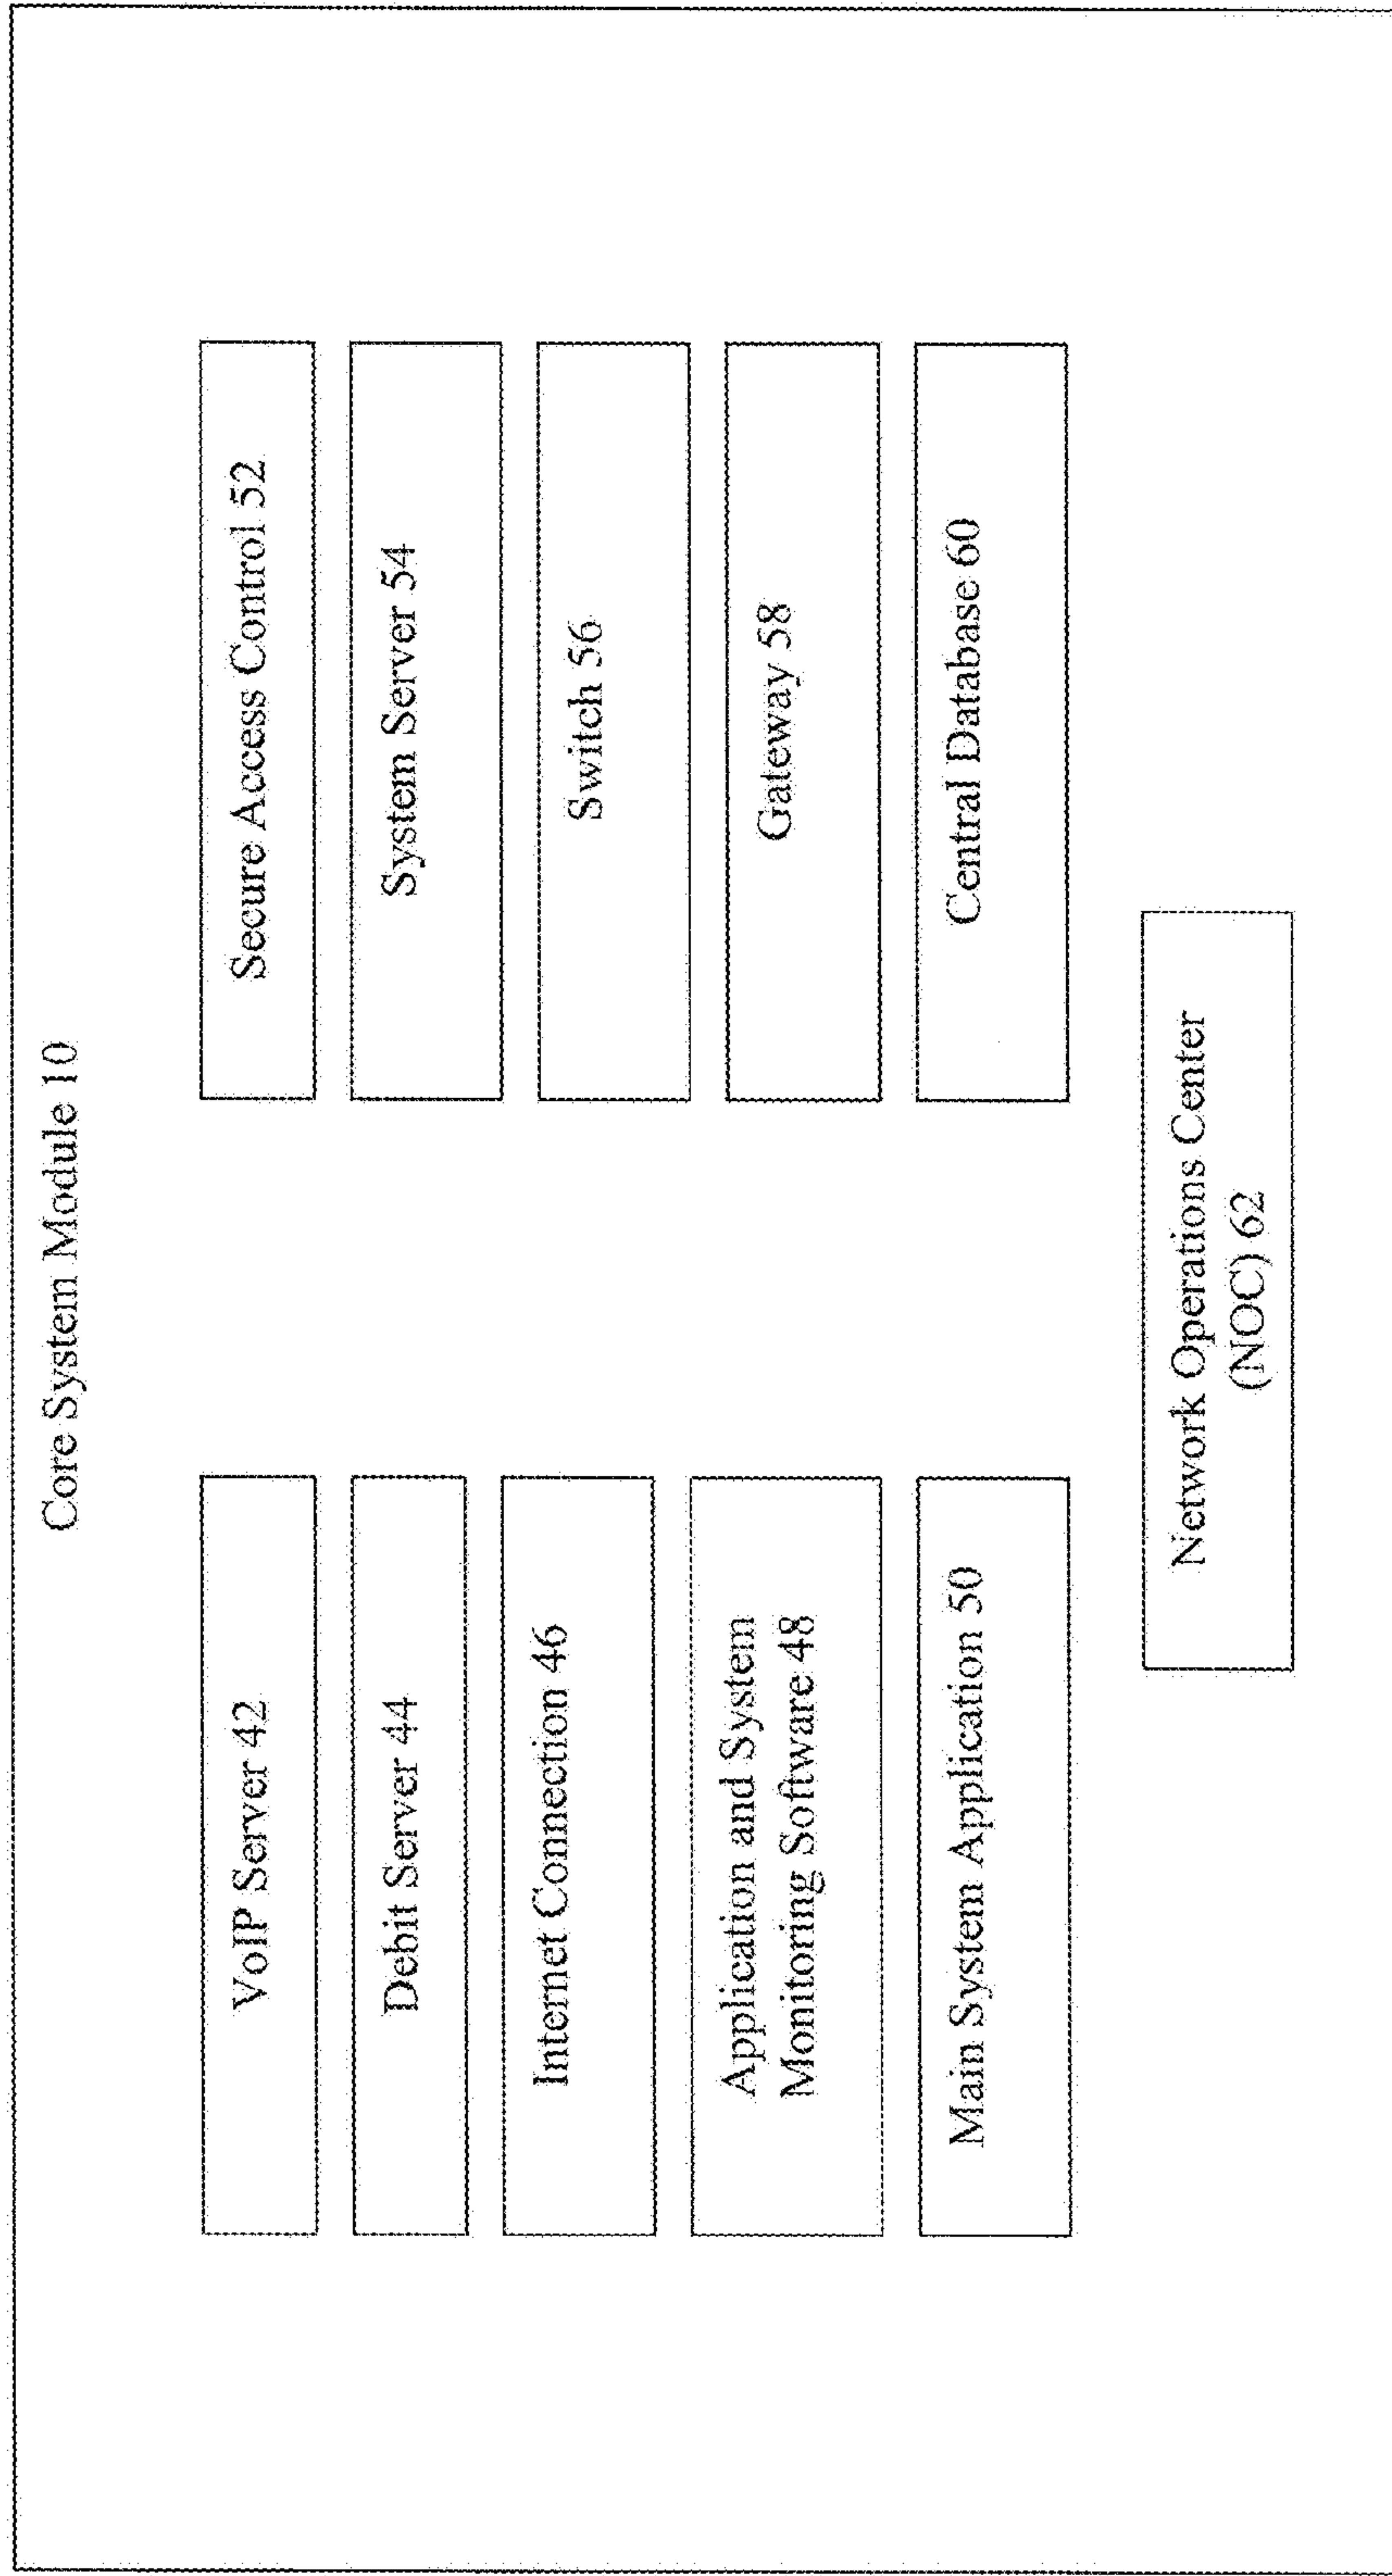 Core System Module 10
VoIP Server 42
Debit Server 44
Internet Connection 46
Application and System
Monitoring Software 48
Main System Application 50
Secure Access Control 52
System Server 54
Switch 56
Gateway 58
Central Database 60
Network Operations Center
(NOC) 62